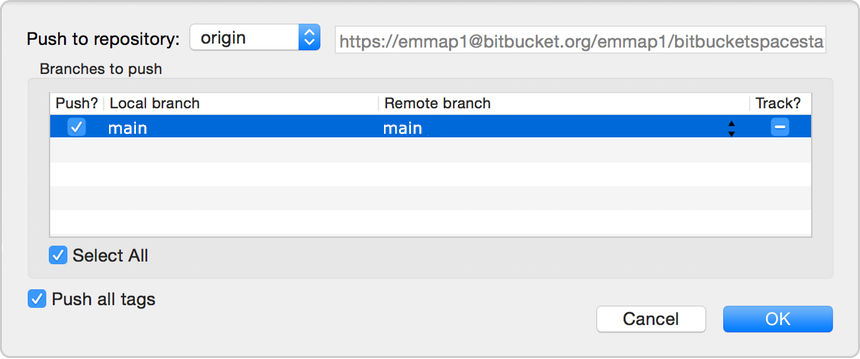 Push to repository: origin https://emmap1@bitbucket.org/emmap1/bitbucketspacesta
Branches to push
Push? Local branch Remote branch Track?
main main
Select All
Push all tags
Cancel OK